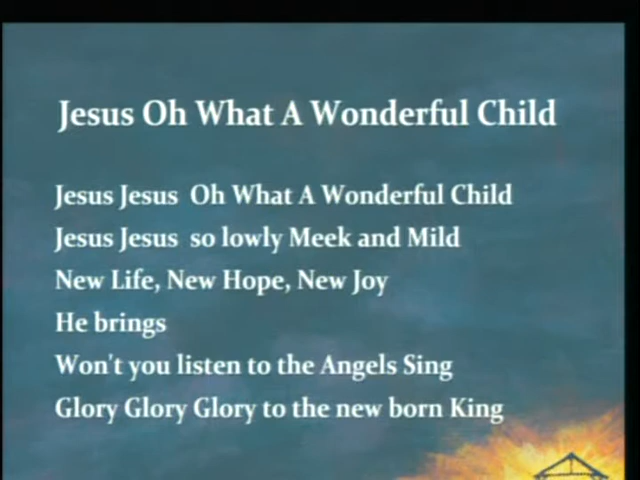 Jesus Oh What A Wonderful Child
Jesus Jesus Oh What A Wonderful Child
Jesus Jesus so lowly Meek and Mild
New Life, New Hope, New Joy
He brings
Won't you listen to the Angels Sing
Glory Glory Glory to the new born King